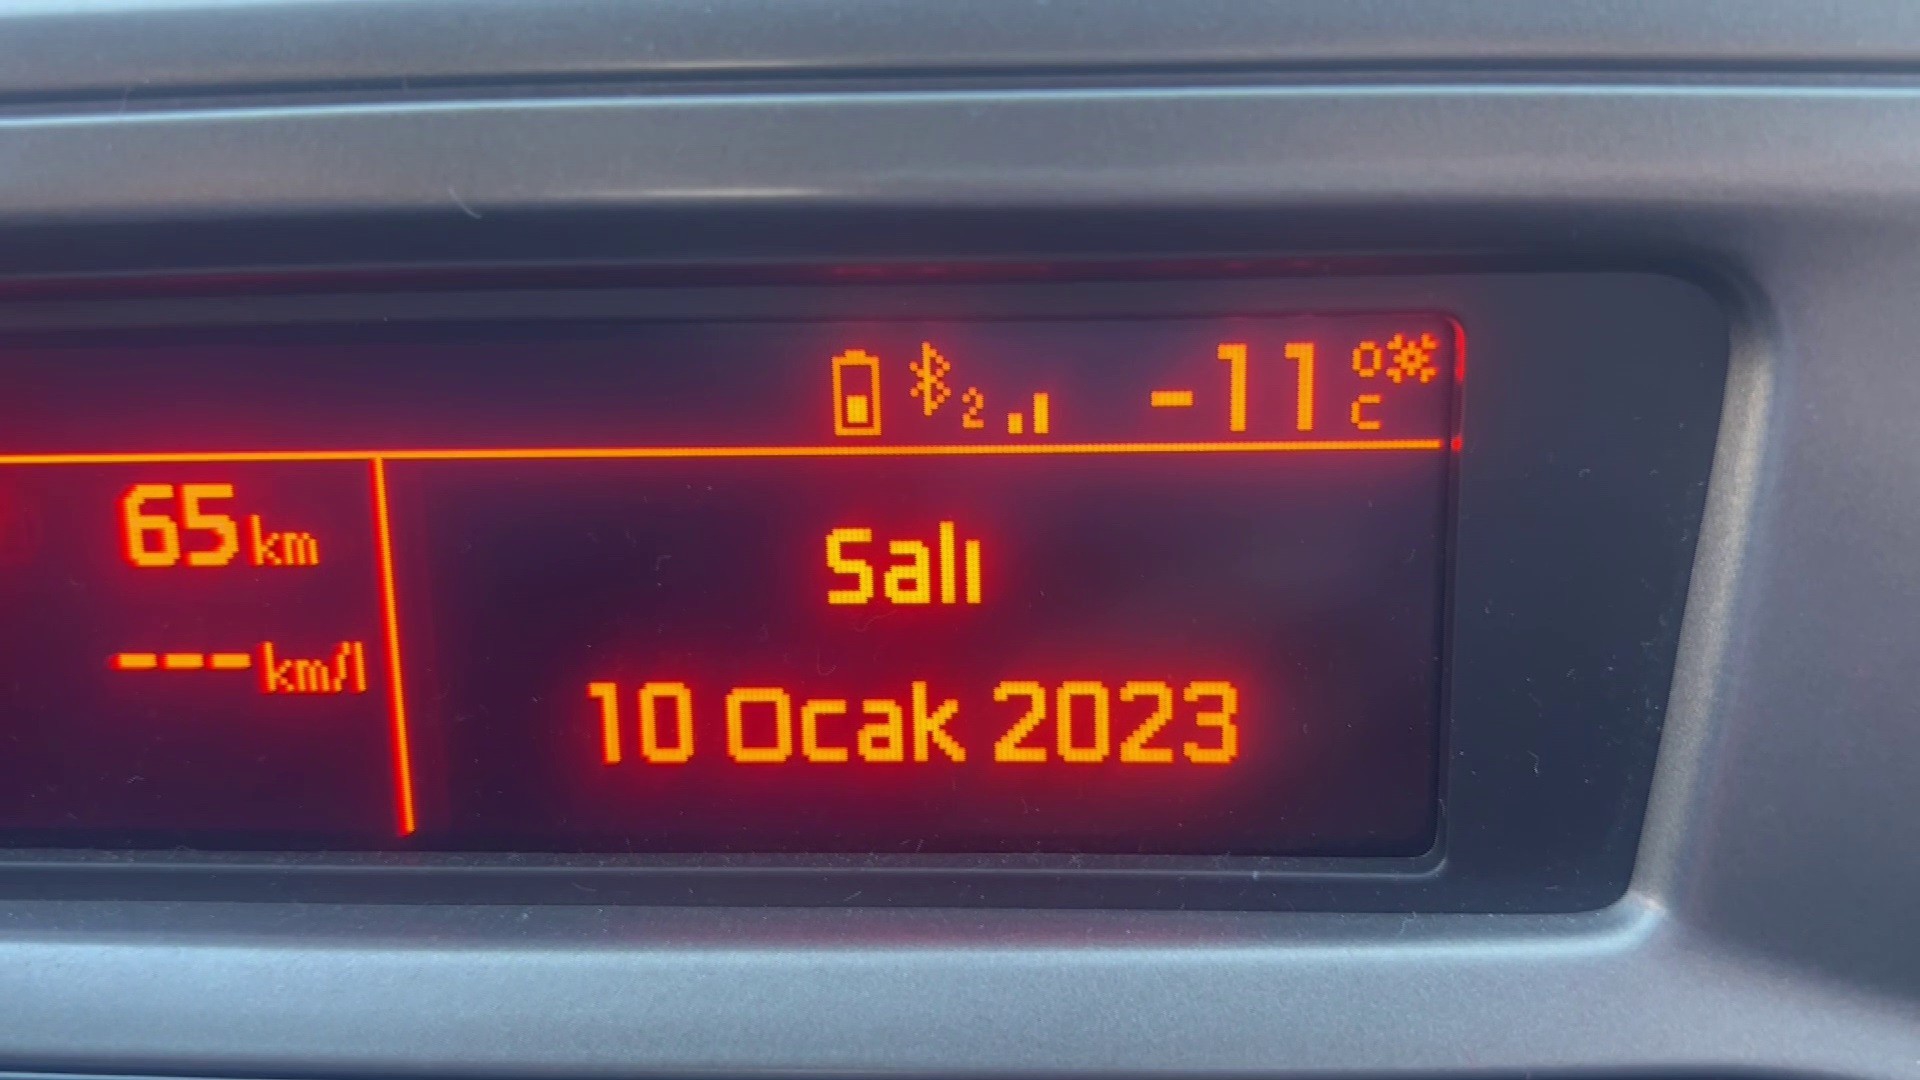 2 -11 °C
65 km
--- km/l
Salı
10 Ocak 2023